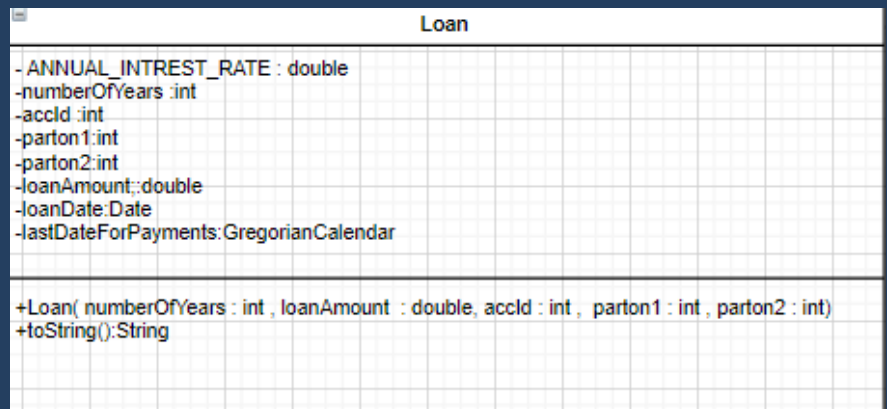 Loan
- ANNUAL_INTREST_RATE : double
-numberOfYears :int
-accId :int
-parton1:int
-parton2:int
-loanAmount;:double
-loanDate:Date
-lastDateForPayments:GregorianCalendar
+Loan( numberOfYears : int , loanAmount : double, accId : int , parton1 : int , parton2 : int)
+toString():String